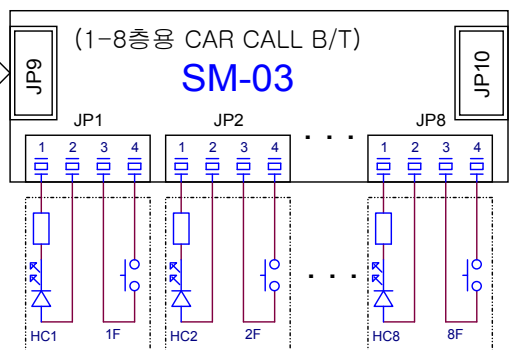 (1-8층용 CAR CALL B/T)
JP9
SM-03
JP10
JP1 JP2 . . . JP8
1 2 3 4 1 2 3 4 1 2 3 4
. . .
HC1 1F HC2 2F HC8 8F